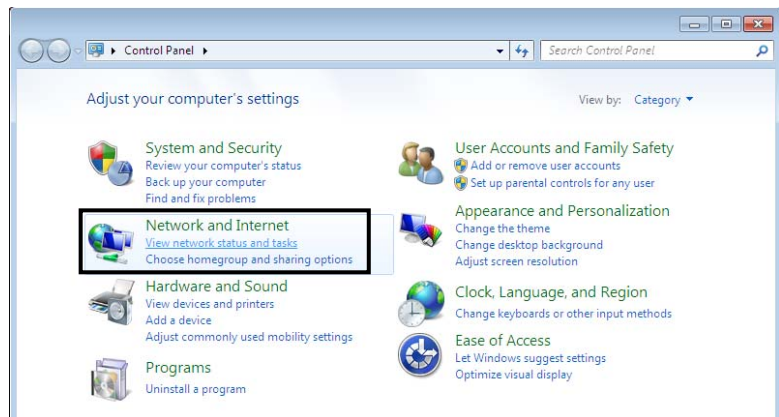 Control Panel
Search Control Panel
Adjust your computer's settings
View by: Category
System and Security
Review your computer's status
Back up your computer
Find and fix problems
Network and Internet
View network status and tasks
Choose homegroup and sharing options
Hardware and Sound
View devices and printers
Add a device
Adjust commonly used mobility settings
Programs
Uninstall a program
User Accounts and Family Safety
Add or remove user accounts
Set up parental controls for any user
Appearance and Personalization
Change the theme
Change desktop background
Adjust screen resolution
Clock, Language, and Region
Change keyboards or other input methods
Ease of Access
Let Windows suggest settings
Optimize visual display